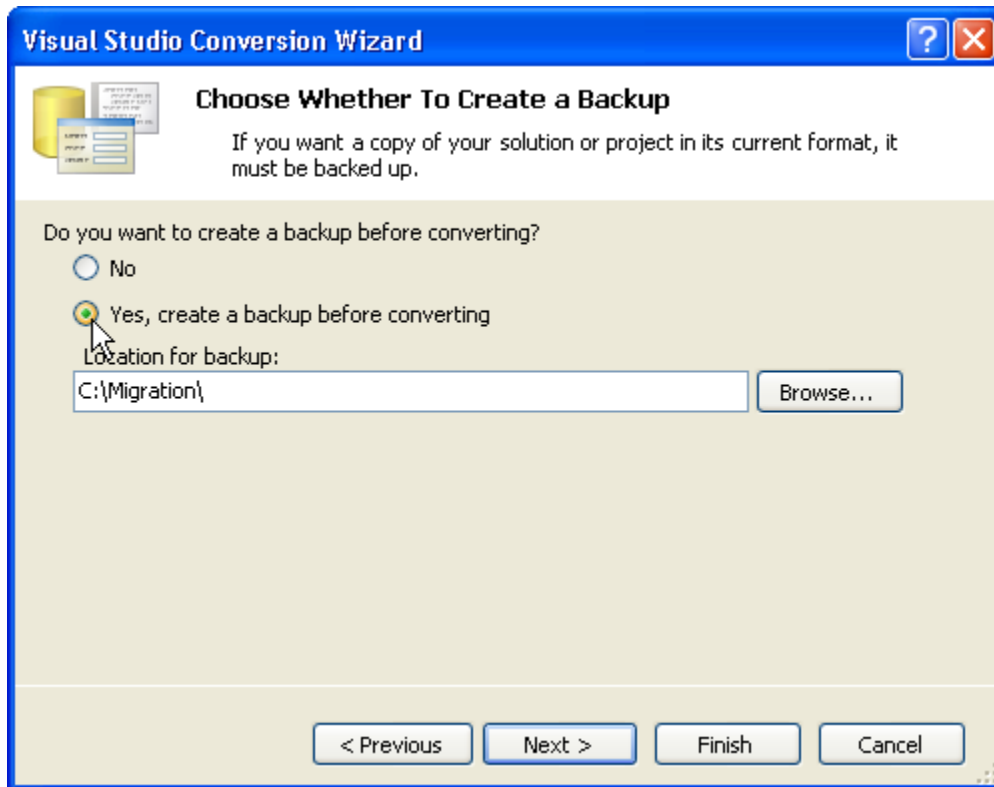 Visual Studio Conversion Wizard
Choose Whether To Create a Backup
If you want a copy of your solution or project in its current format, it
must be backed up.
Do you want to create a backup before converting?
No
Yes, create a backup before converting
Location for backup:
C:\Migration\
Browse...
< Previous
Next >
Finish
Cancel